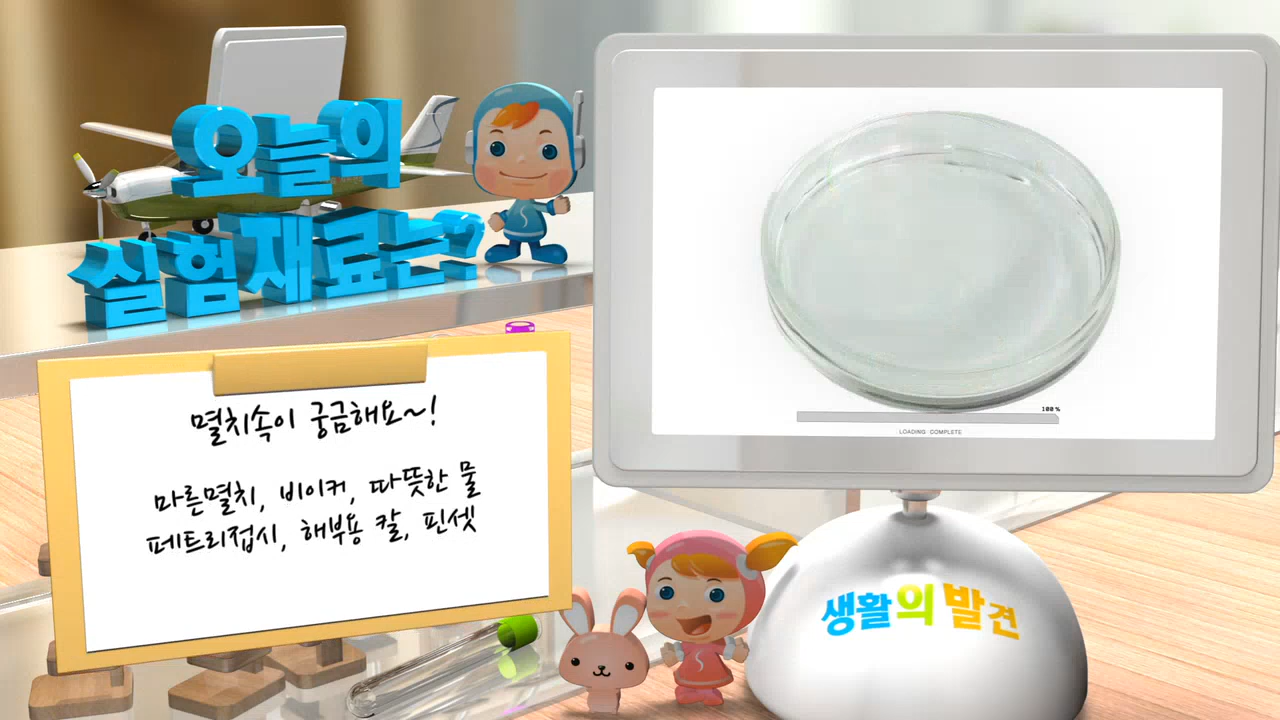 오늘의
실험재료는?
멸치속이 궁금해요~!
마른멸치, 비이커, 따뜻한 물
페트리접시, 해부용 칼, 핀셋
100%
LOADING COMPLETE
생활의 발견